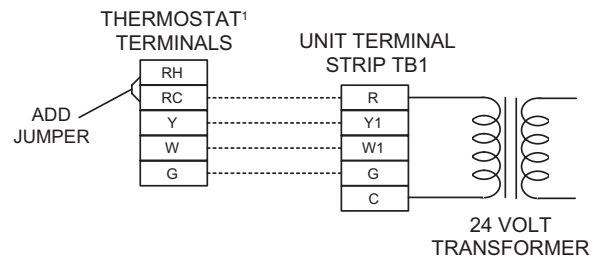 THERMOSTAT¹
TERMINALS
RH
RC
Y
W
G
ADD
JUMPER
UNIT TERMINAL
STRIP TB1
R
Y1
W1
G
C
24 VOLT
TRANSFORMER